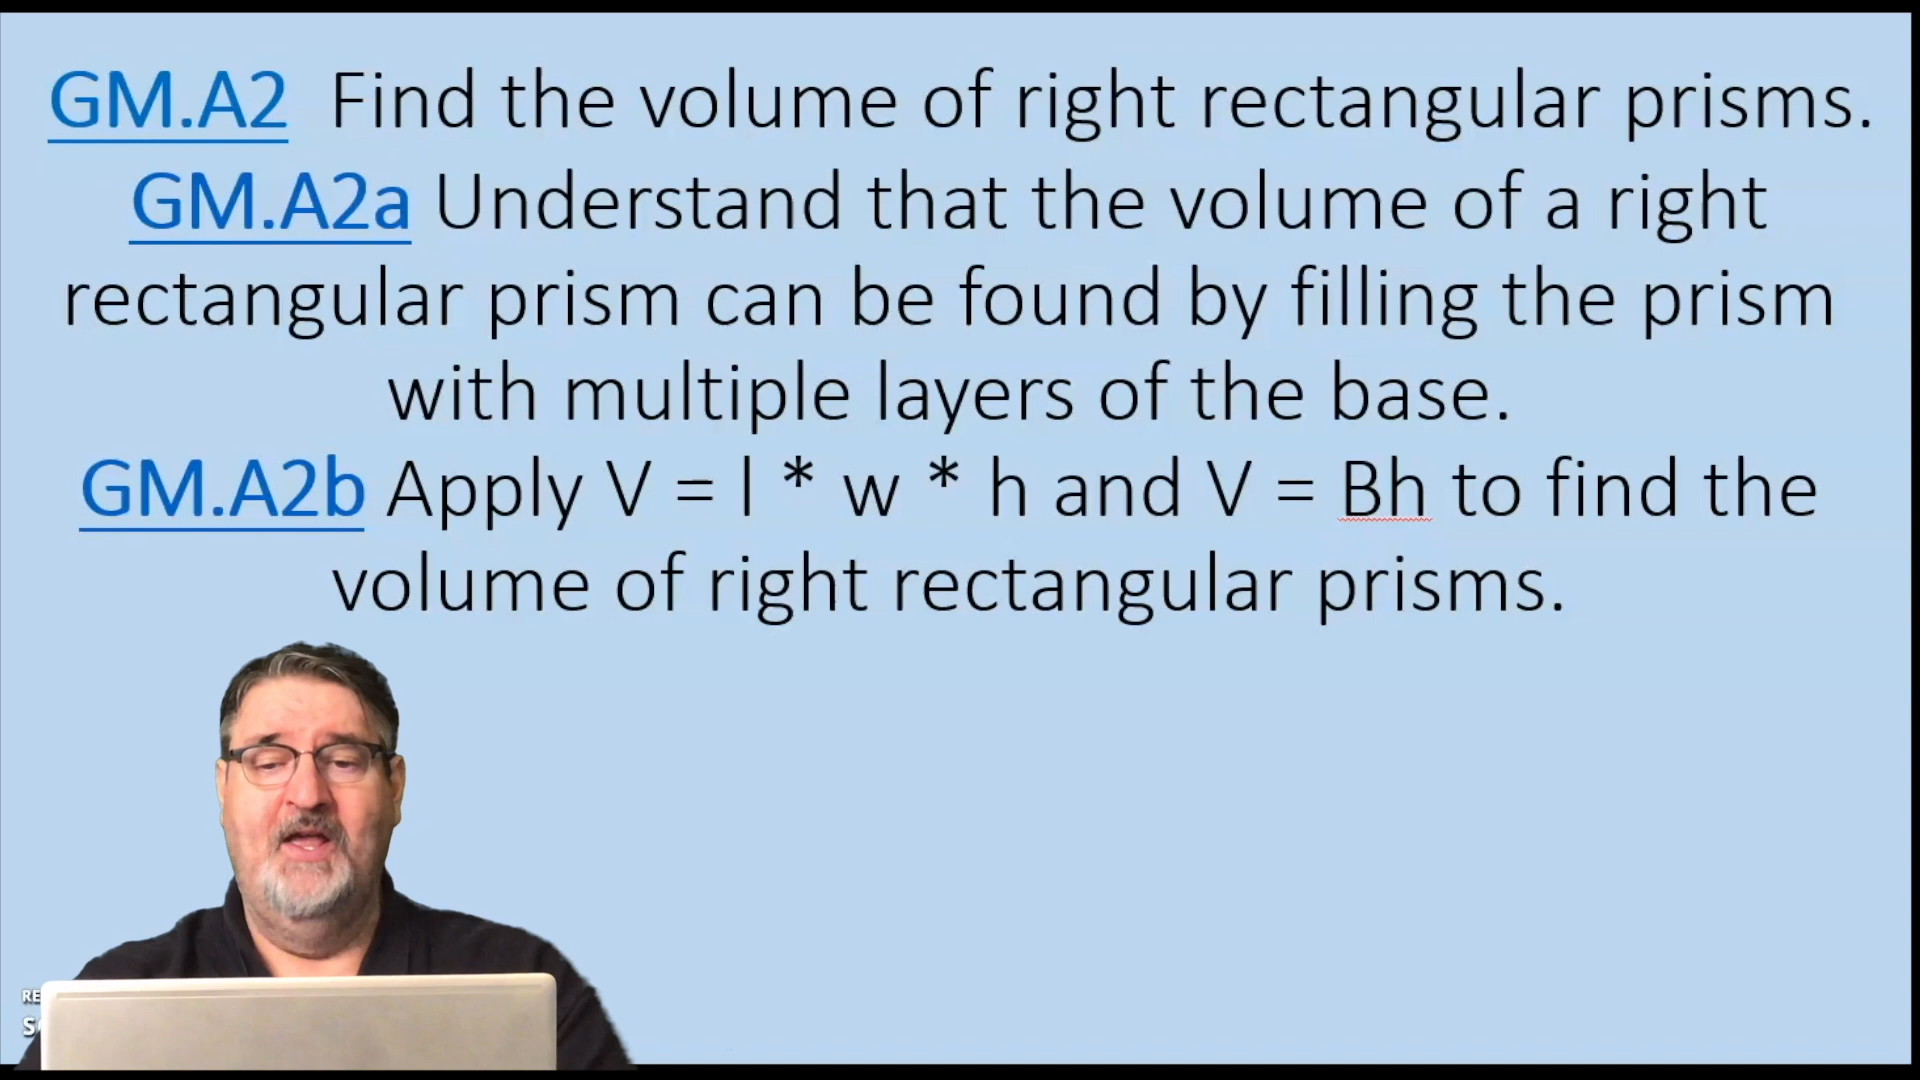 GM.A2 Find the volume of right rectangular prisms.
GM.A2a Understand that the volume of a right
rectangular prism can be found by filling the prism
with multiple layers of the base.
GM.A2b Apply V = l * w * h and V = Bh to find the
volume of right rectangular prisms.